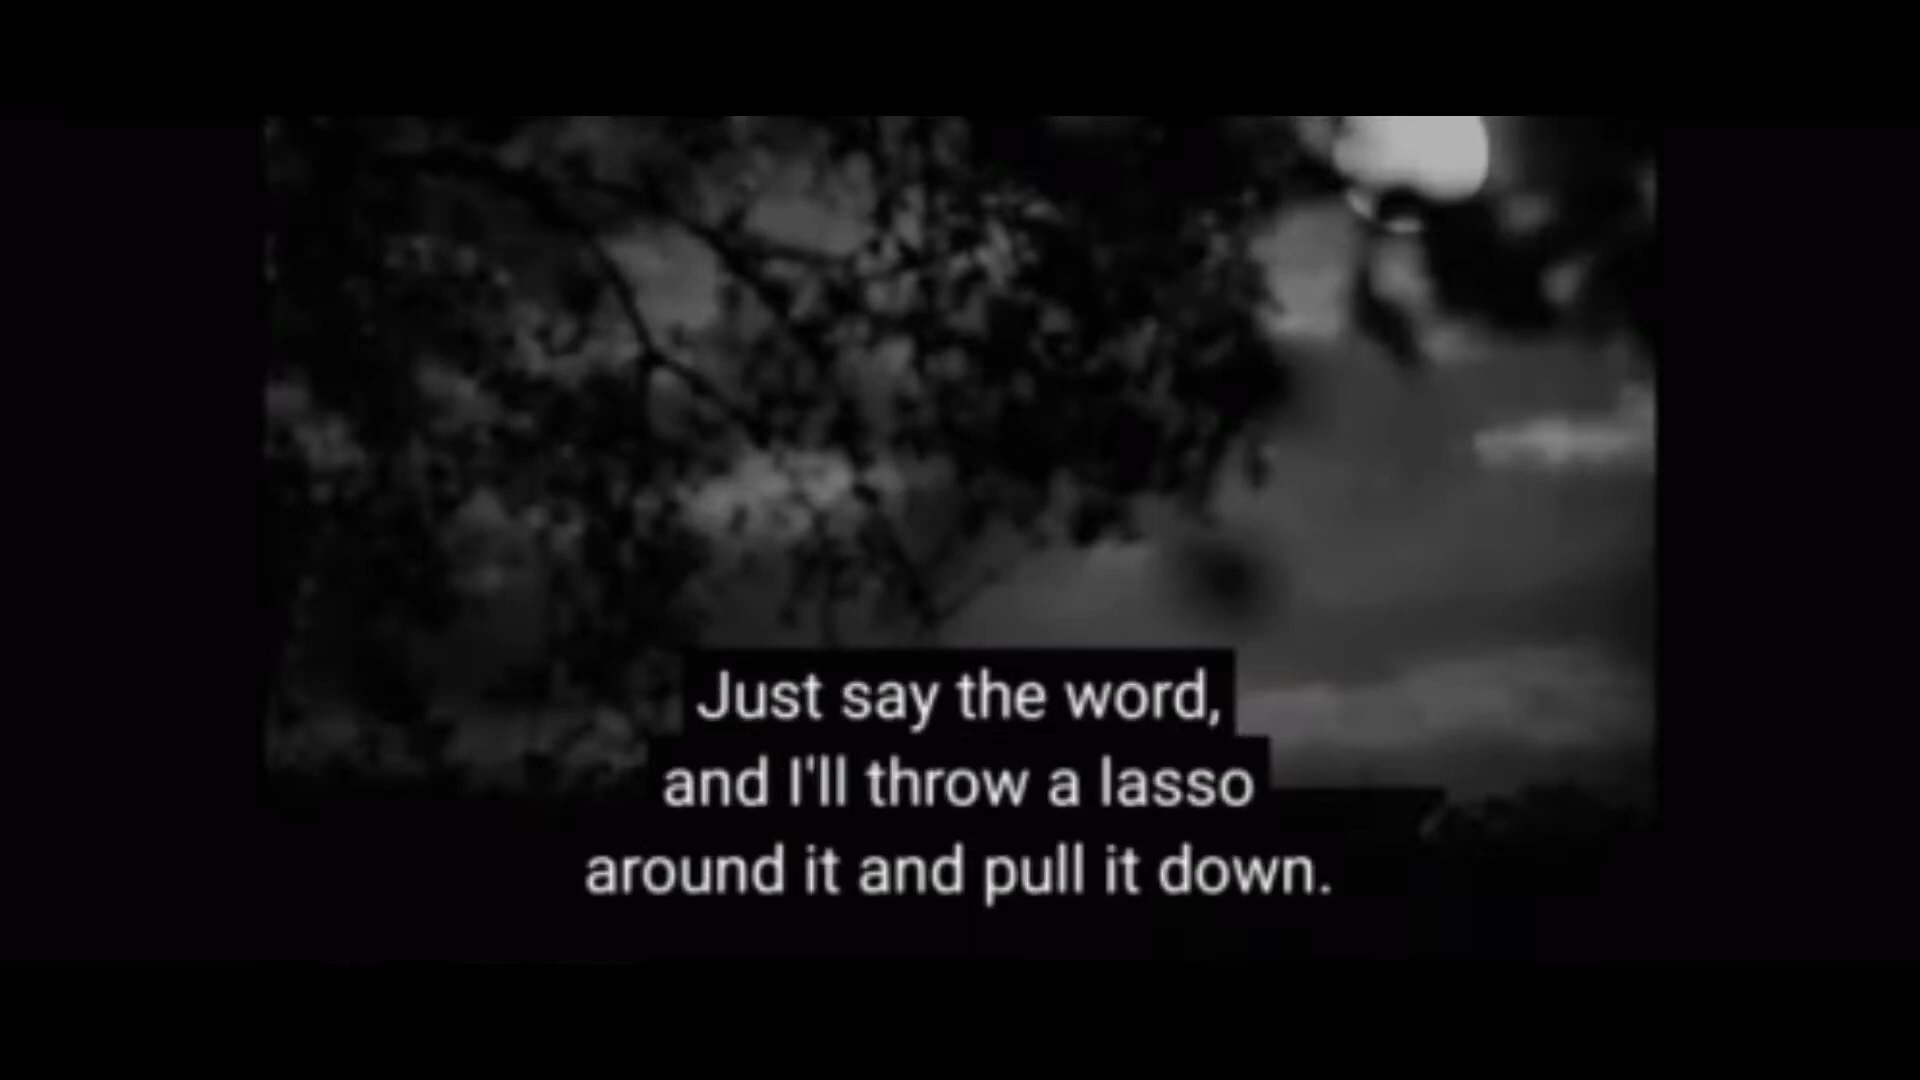 Just say the word,
and I'll throw a lasso
around it and pull it down.